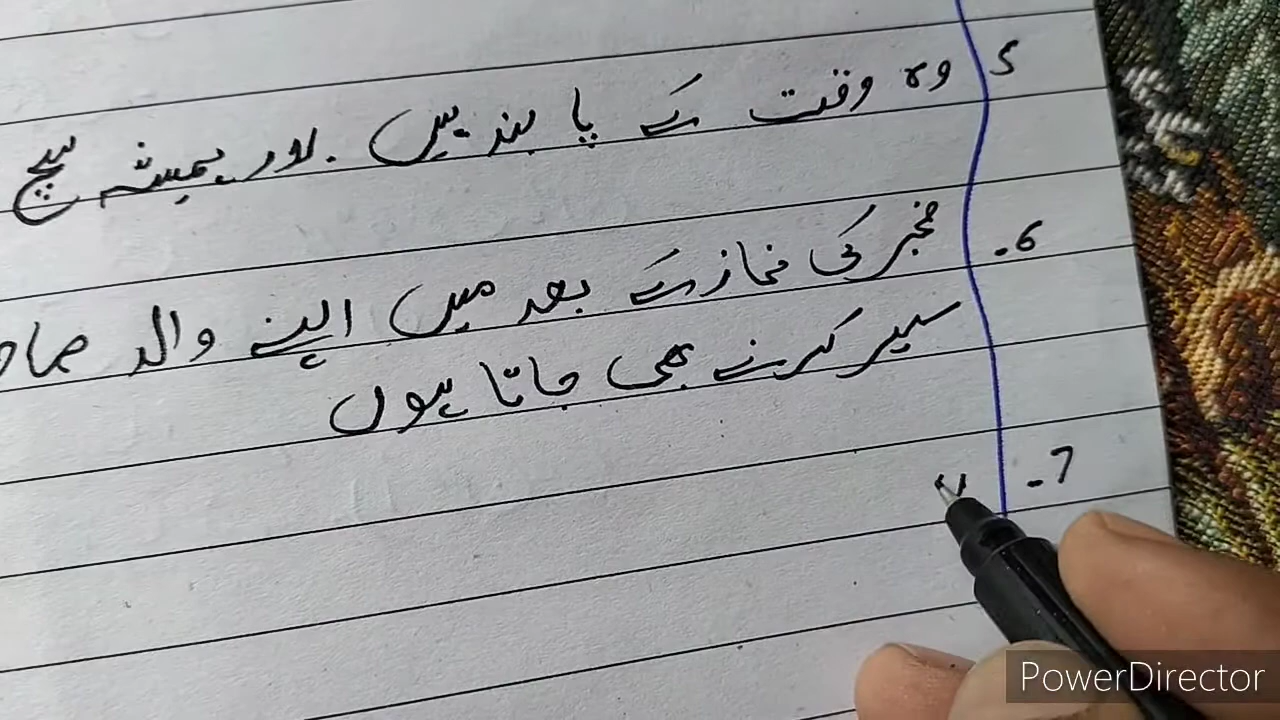 5 وہ وقت کے پابند ہیں۔ اور ہمیشہ سچ
6۔ فجر کی نماز کے بعد میں اپنے والد
سیر کرنے بھی جاتا ہوں
7۔
PowerDirector